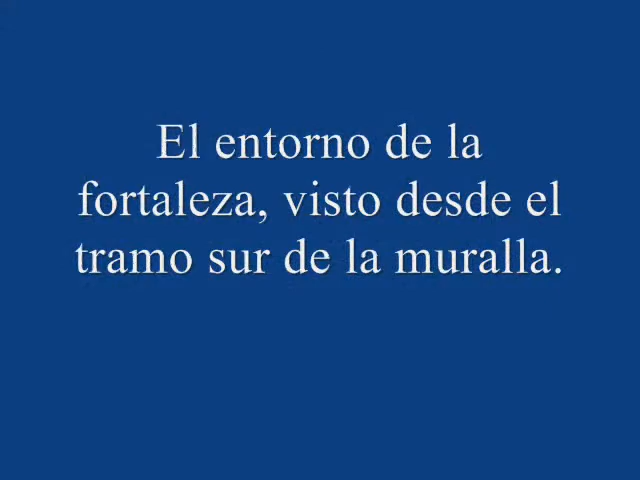 El entorno de la
fortaleza, visto desde el
tramo sur de la muralla.